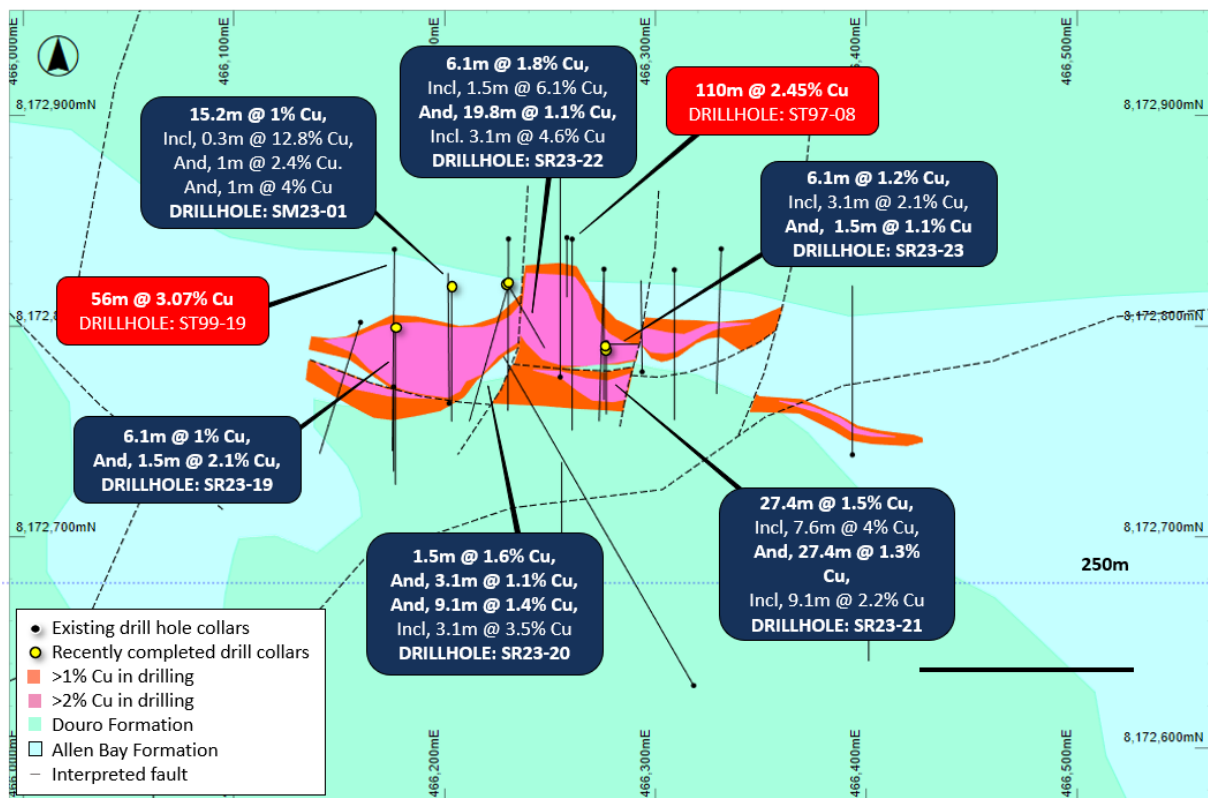 466,000mE
466,100mE
0mE
466,300mE
466,400mE
466,500mE
8,172,900mN
8,172,900mN
6.1m @ 1.8% Cu,
Incl, 1.5m @ 6.1% Cu,
And, 19.8m @ 1.1% Cu,
Incl. 3.1m @ 4.6% Cu
DRILLHOLE: SR23-22
110m @ 2.45% Cu
DRILLHOLE: ST97-08
15.2m @ 1% Cu,
Incl, 0.3m @ 12.8% Cu,
And, 1m @ 2.4% Cu.
And, 1m @ 4% Cu
DRILLHOLE: SM23-01
6.1m @ 1.2% Cu,
Incl, 3.1m @ 2.1% Cu,
And, 1.5m @ 1.1% Cu
DRILLHOLE: SR23-23
56m @ 3.07% Cu
DRILLHOLE: ST99-19
8,172,8
8,172,800mN
6.1m @ 1% Cu,
And, 1.5m @ 2.1% Cu,
DRILLHOLE: SR23-19
8,172,700mN
8,172,700mN
1.5m @ 1.6% Cu,
And, 3.1m @ 1.1% Cu,
And, 9.1m @ 1.4% Cu,
Incl, 3.1m @ 3.5% Cu
DRILLHOLE: SR23-20
27.4m @ 1.5% Cu,
Incl, 7.6m @ 4% Cu,
And, 27.4m @ 1.3%
Cu,
Incl, 9.1m @ 2.2% Cu
DRILLHOLE: SR23-21
250m
Existing drill hole collars
Recently completed drill collars
>1% Cu in drilling
>2% Cu in drilling
Douro Formation
Allen Bay Formation
Interpreted fault
8,172,600mN
466,000mE
466,200mE
466,300mE
466,400mE
466,500mE